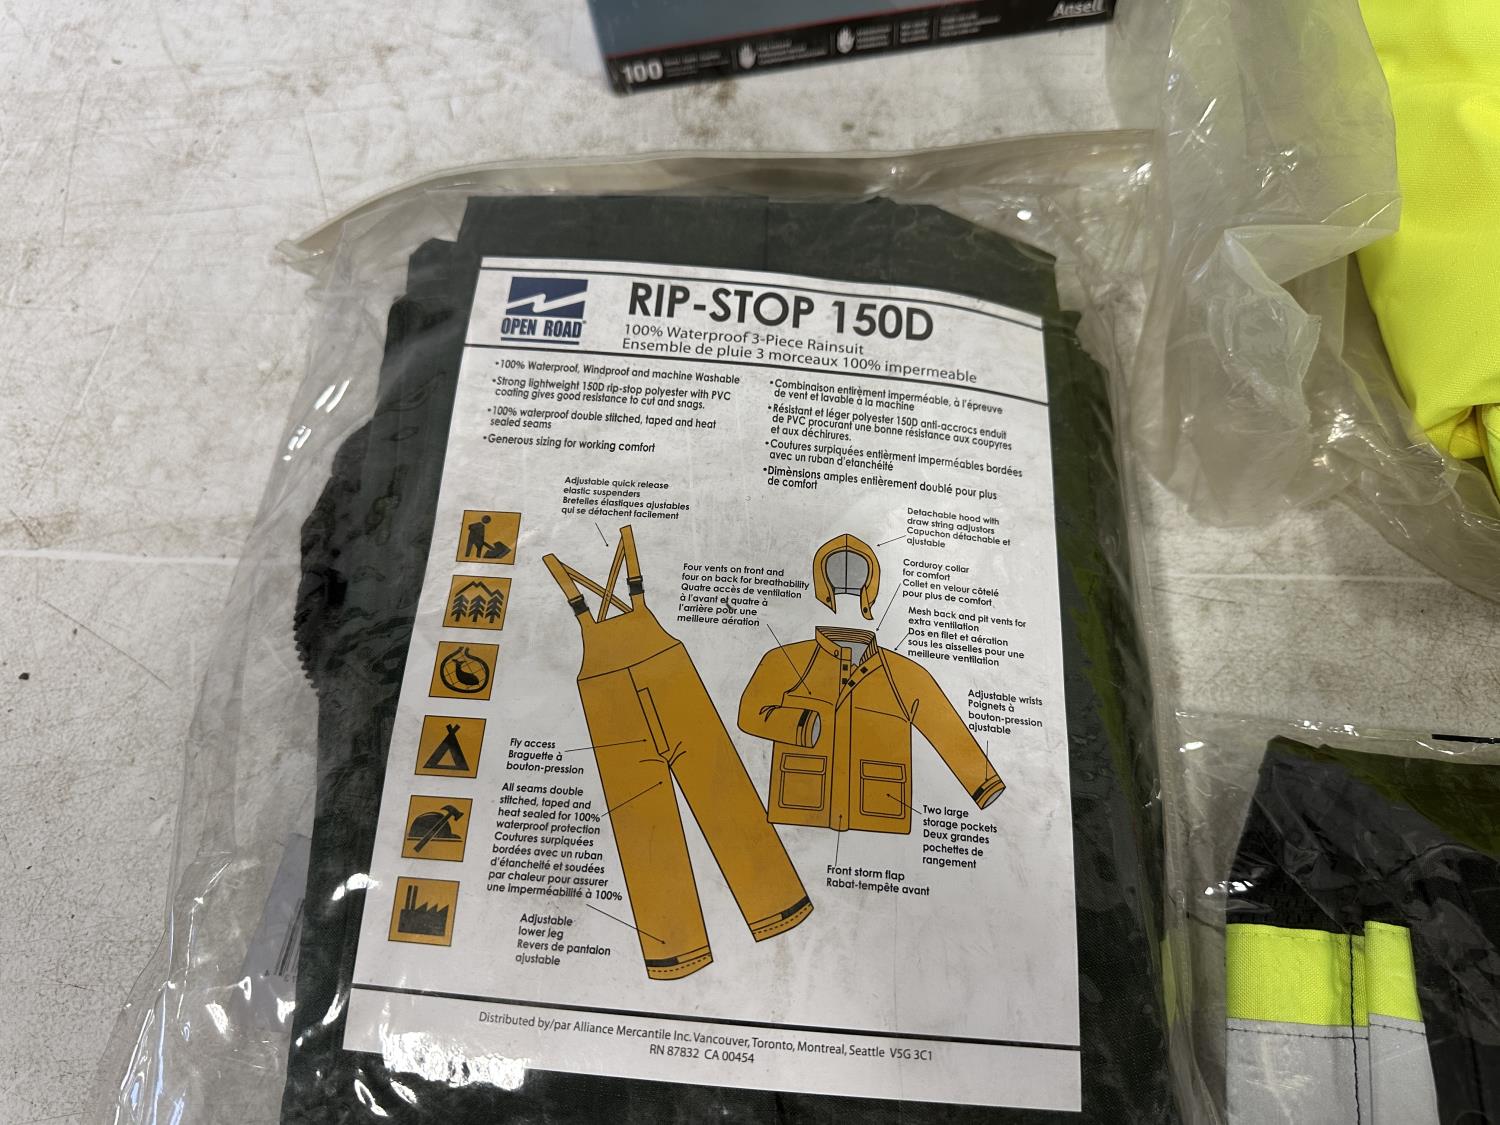 Ansell
100
OPEN ROAD
RIP-STOP 150D
100% Waterproof 3-Piece Rainsuit
Ensemble de pluie 3 morceaux 100% impermeable
•100% Waterproof, Windproof and machine Washable
•Strong lightweight 150D rip-stop polyester with PVC
coating gives good resistance to cut and snags.
•100% waterproof double stitched, taped and heat
sealed seams
•Generous sizing for working comfort
•Combinaison entirèment imperméable, à l'épreuve
de vent et lavable à la machine
•Résistant et léger polyester 150D anti-accrocs enduit
de PVC procurant une bonne résistance aux coupyres
et aux déchirures.
•Coutures surpiquées entièrment imperméables bordées
avec un ruban d'etanchéité
•Dimènsions amples entièrement doublé pour plus
de comfort
Adjustable quick release
elastic suspenders
Bretelles élastiques ajustables
qui se détachent facilement
Four vents on front and
four on back for breathability
Quatre accès de ventilation
à l'avant et quatre à
l'arrière pour une
meilleure aération
Detachable hood with
draw string adjustors
Capuchon détachable et
ajustable
Corduroy collar
for comfort
Collet en velour côtelé
pour plus de comfort
Mesh back and pit vents for
extra ventilation
Dos en filet et aération
sous les aisselles pour une
meilleure ventilation
Adjustable wrists
Poignets à
bouton-pression
ajustable
Fly access
Braguette à
bouton-pression
All seams double
stitched, taped and
heat sealed for 100%
waterproof protection
Coutures surpiquées
bordées avec un ruban
d'étancheité et soudées
par chaleur pour assurer
une imperméabilité à 100%
Two large
storage pockets
Deux grandes
pochettes de
rangement
Front storm flap
Rabat-tempête avant
Adjustable
lower leg
Revers de pantalon
ajustable
Distributed by/par Alliance Mercantile Inc. Vancouver, Toronto, Montreal, Seattle V5G 3C1
RN 87832 CA 00454